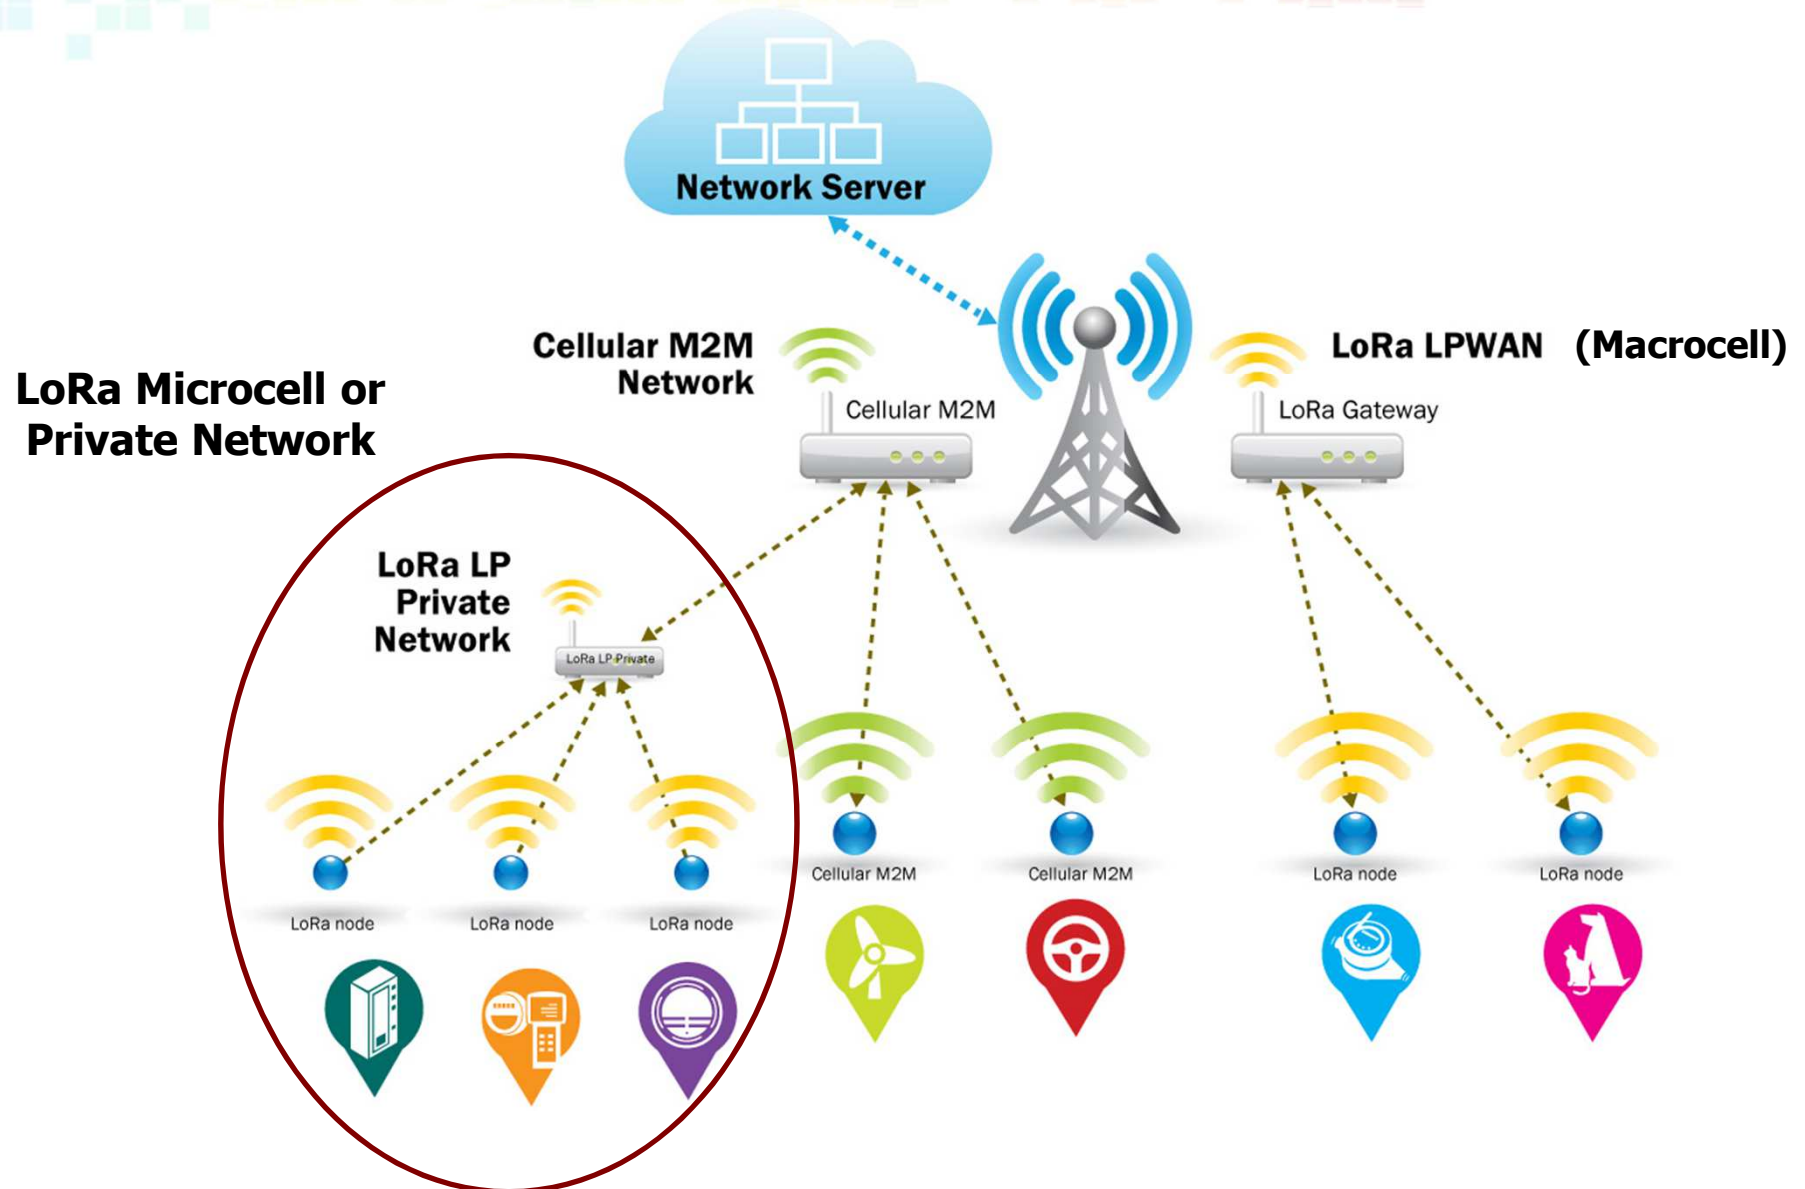 Network Server
Cellular M2M
Network
LoRa LPWAN (Macrocell)
LoRa Microcell or
Private Network
Cellular M2M
LoRa Gateway
LoRa LP
Private
Network
LoRa LP Private
Cellular M2M
Cellular M2M
LoRa node
LoRa node
LoRa node
LoRa node
LoRa node